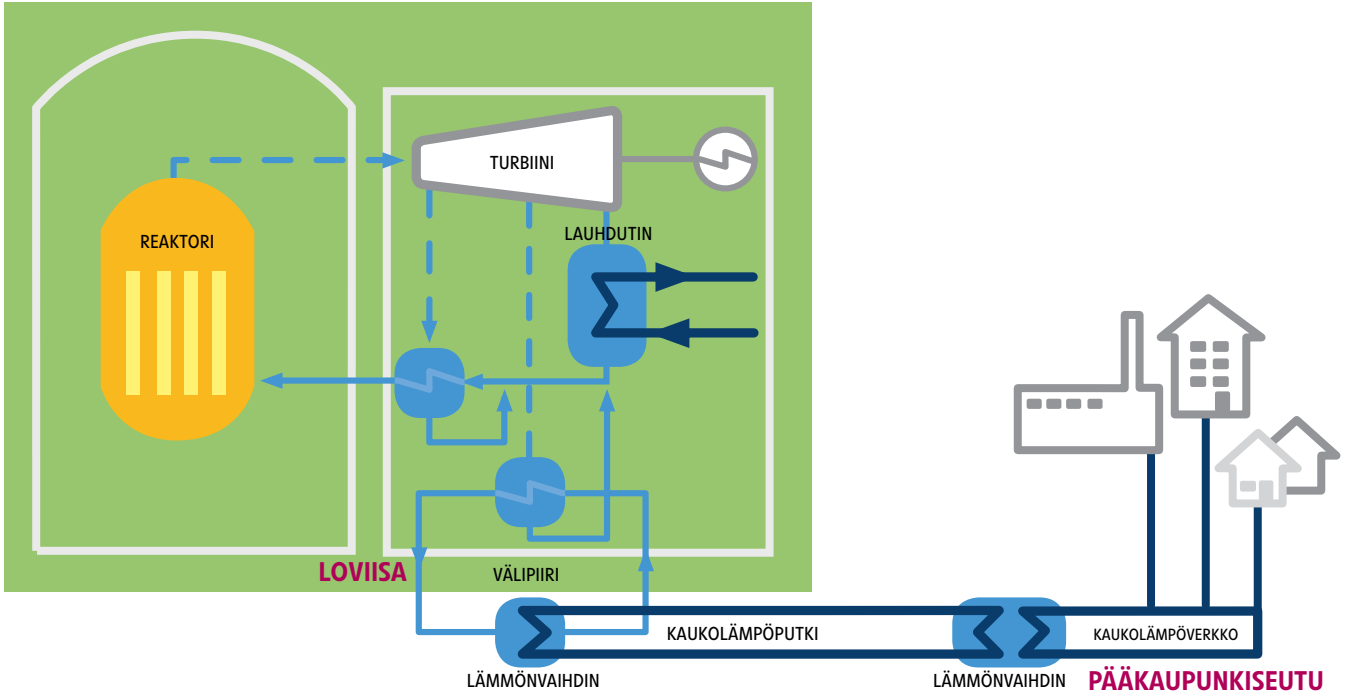 TURBIINI
REAKTORI
LAUHDUTIN
LOVIISA
VÄLIPIIRI
KAUKOLÄMPÖPUTKI
KAUKOLÄMPÖVERKKO
LÄMMÖNVAIHDIN
LÄMMÖNVAIHDIN
PÄÄKAUPUNKISEUTU